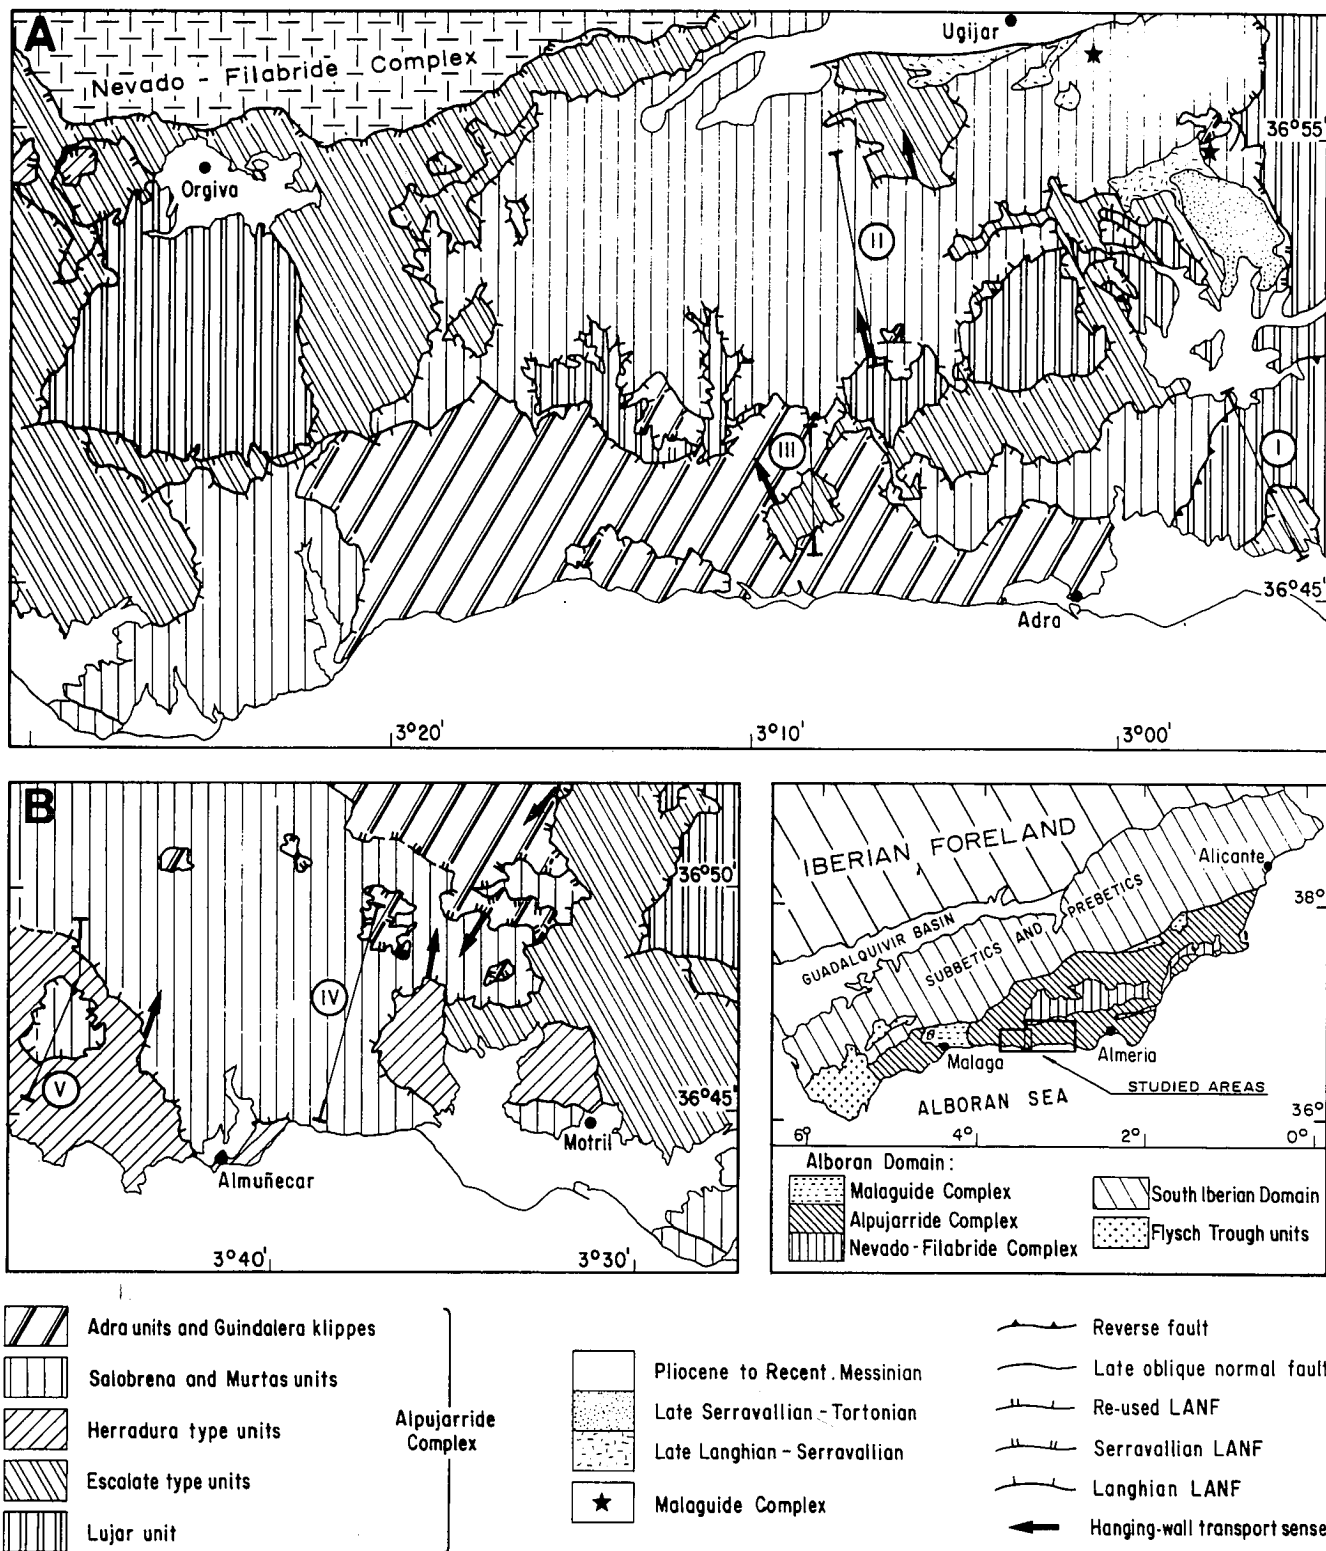 A
Nevado - Filabride Complex
Ugijar
36°55'
Orgiva
II
III
I
36°45'
Adra
3°20'
3°10'
3°00'
B
36°50'
IV
V
36°45'
Motril
Almuñecar
3°40'
3°30'
IBERIAN FORELAND
Alicante
38°
GUADALQUIVIR BASIN
SUBBETICS AND PREBETICS
Malaga
Almeria
STUDIED AREAS
ALBORAN SEA
36°
6°
4°
2°
0°
Alboran Domain :
Malaguide Complex
Alpujarride Complex
Nevado - Filabride Complex
South Iberian Domain
Flysch Trough units
Adra units and Guindalera klippes
Salobrena and Murtas units
Herradura type units
Escalate type units
Lujar unit
Alpujarride
Complex
Pliocene to Recent. Messinian
Late Serravallian - Tortonian
Late Langhian - Serravallian
Malaguide Complex
Reverse fault
Late oblique normal fault
Re-used LANF
Serravallian LANF
Langhian LANF
Hanging-wall transport sense